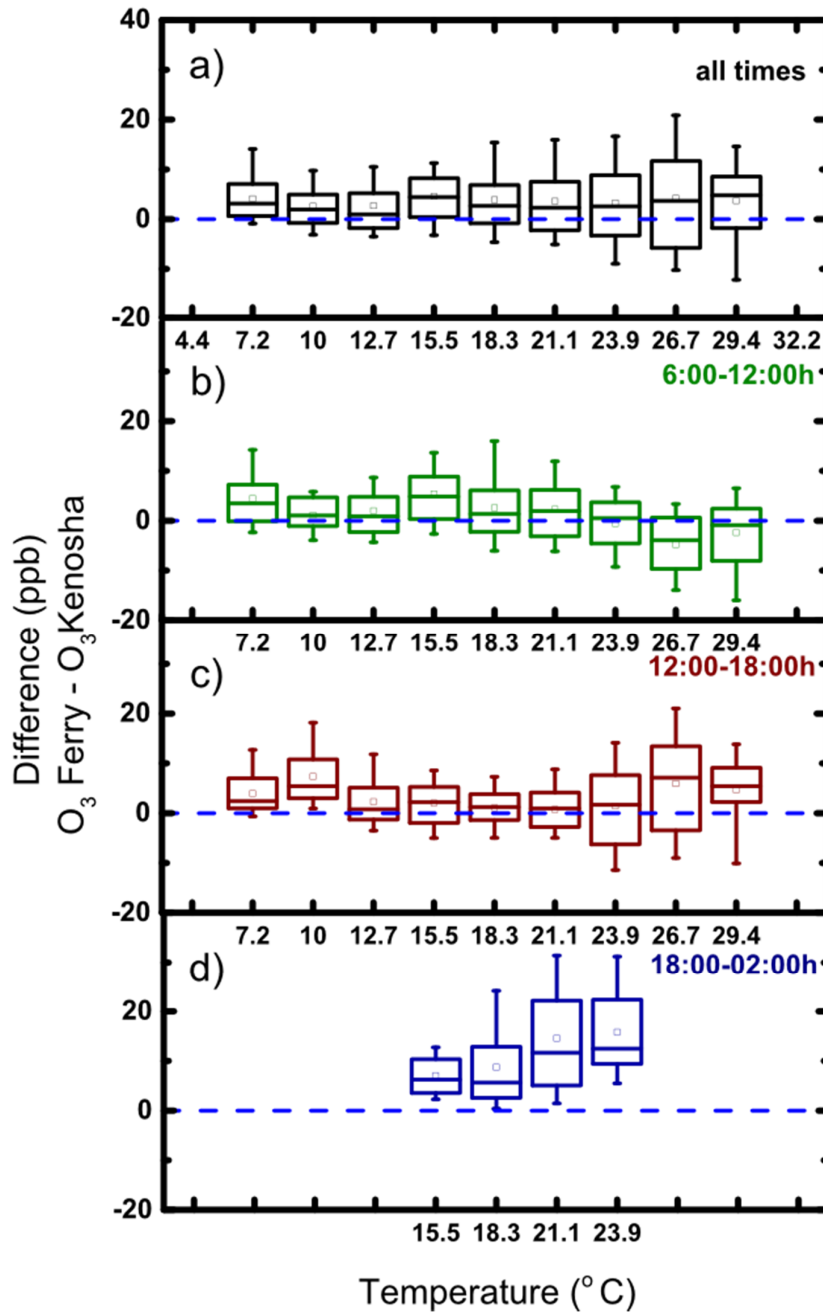 40
a)
all times
20
0
-20
4.4 7.2 10 12.7 15.5 18.3 21.1 23.9 26.7 29.4 32.2
b)
6:00-12:00h
20
0
-20
7.2 10 12.7 15.5 18.3 21.1 23.9 26.7 29.4
c)
12:00-18:00h
20
0
-20
7.2 10 12.7 15.5 18.3 21.1 23.9 26.7 29.4
d)
18:00-02:00h
20
0
-20
15.5 18.3 21.1 23.9
Difference (ppb)
O₃ Ferry - O₃Kenosha
Temperature (°C)